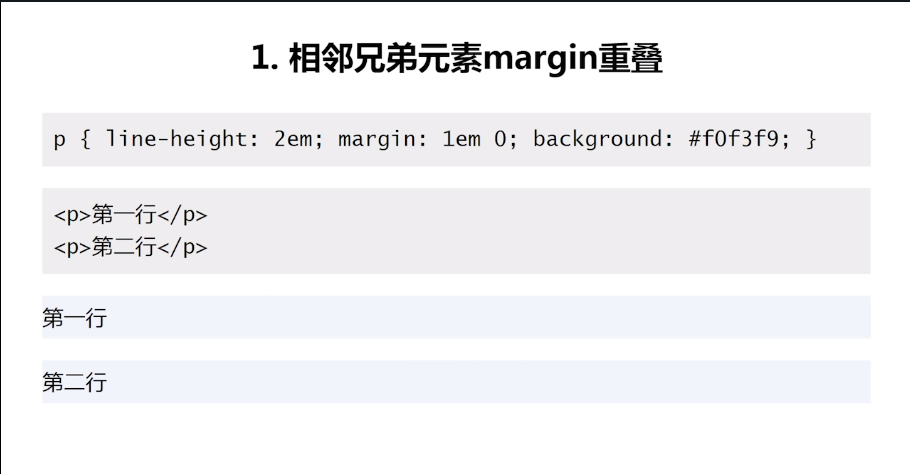 1. 相邻兄弟元素margin重叠
p { line-height: 2em; margin: 1em 0; background: #f0f3f9; }
<p>第一行</p>
<p>第二行</p>
第一行
第二行